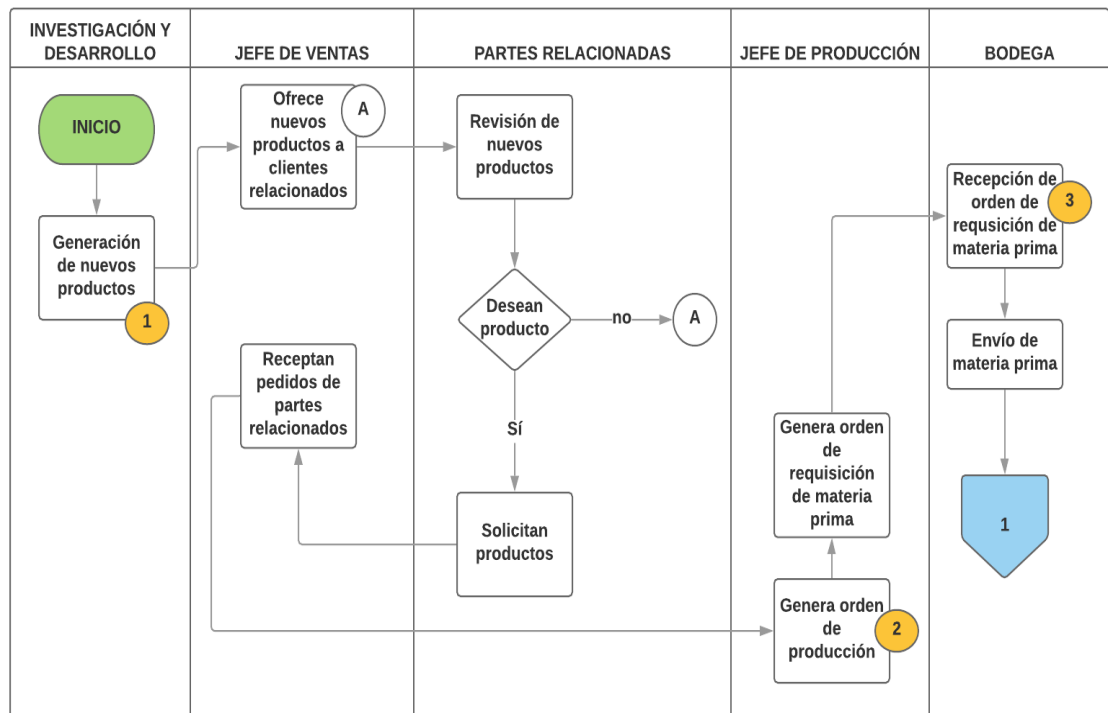 INVESTIGACIÓN Y
DESARROLLO
JEFE DE VENTAS
PARTES RELACIONADAS
JEFE DE PRODUCCIÓN
BODEGA
INICIO
Generación
de nuevos
productos
1
Ofrece
nuevos
productos a
clientes
relacionados
A
Revisión de
nuevos
productos
Desean
producto
no
A
Sí
Solicitan
productos
Receptan
pedidos de
partes
relacionados
Genera orden
de
producción
2
Genera orden
de
requisición
de materia
prima
Recepción de
orden de
requsición de
materia prima
3
Envío de
materia prima
1